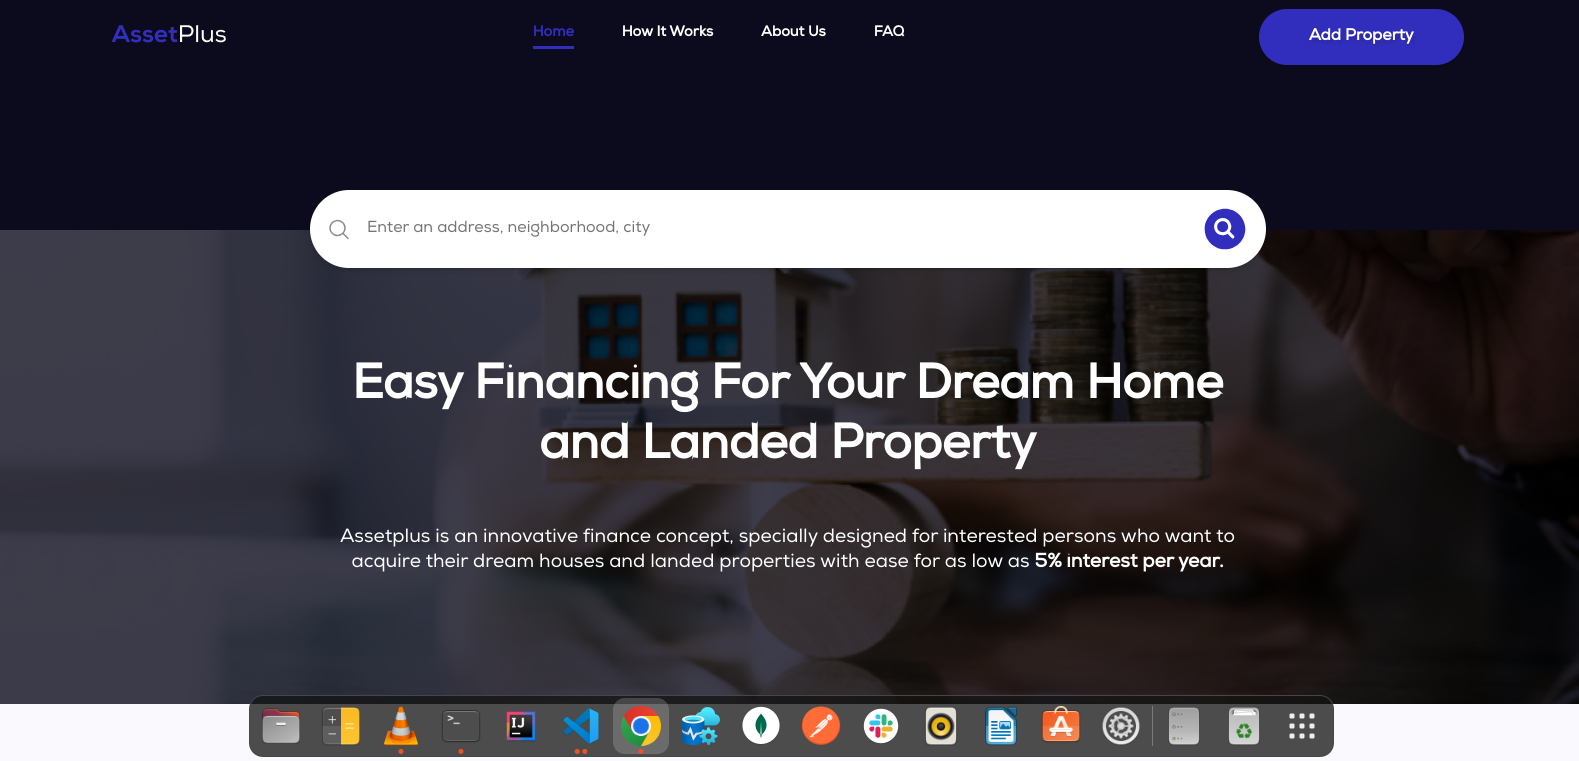 AssetPlus
Home
How It Works
About Us
FAQ
Add Property
Enter an address, neighborhood, city
Easy Financing For Your Dream Home
and Landed Property
Assetplus is an innovative finance concept, specially designed for interested persons who want to
acquire their dream houses and landed properties with ease for as low as 5% interest per year.
>_
IJ